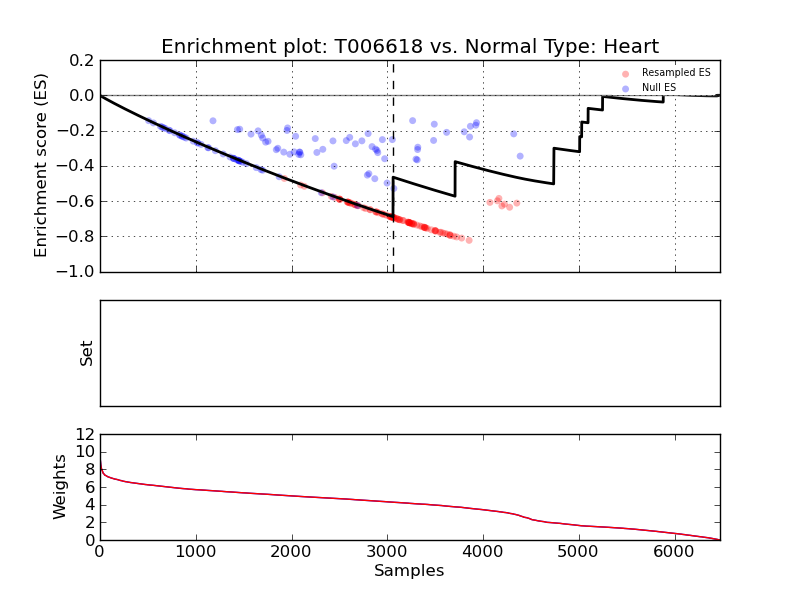 Enrichment plot: T006618 vs. Normal Type: Heart
Enrichment score (ES)
0.2
0.0
−0.2
−0.4
−0.6
−0.8
−1.0
Resampled ES
Null ES
Set
Weights
12
10
8
6
4
2
0
0 1000 2000 3000 4000 5000 6000
Samples